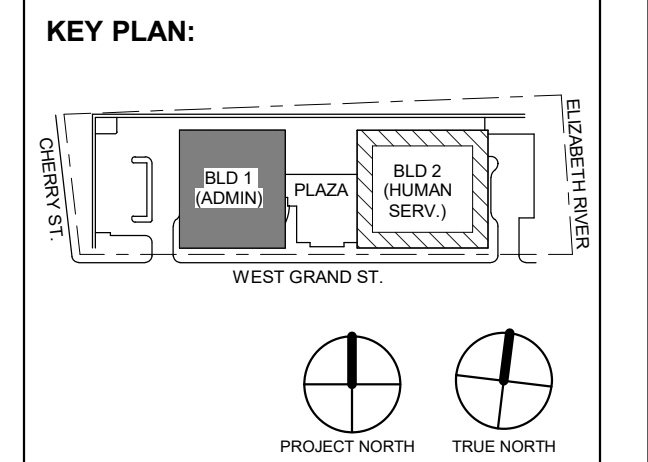 KEY PLAN:
CHERRY ST.
BLD 1
(ADMIN)
PLAZA
BLD 2
(HUMAN
SERV.)
ELIZABETH RIVER
WEST GRAND ST.
PROJECT NORTH
TRUE NORTH